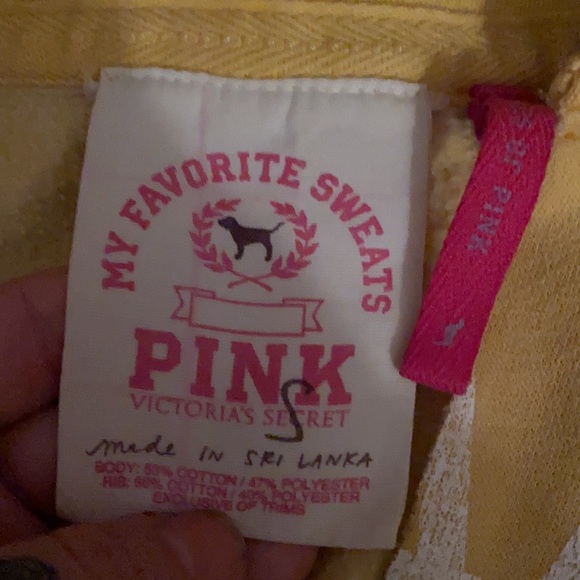 MY FAVORITE SWEATS
PINK
S
VICTORIA'S SECRET
made IN SRI LANKA
BODY: 53% COTTON / 47% POLYESTER
RIB: 60% COTTON / 40% POLYESTER
EXCLUSIVE OF TRIMS
OF PINK